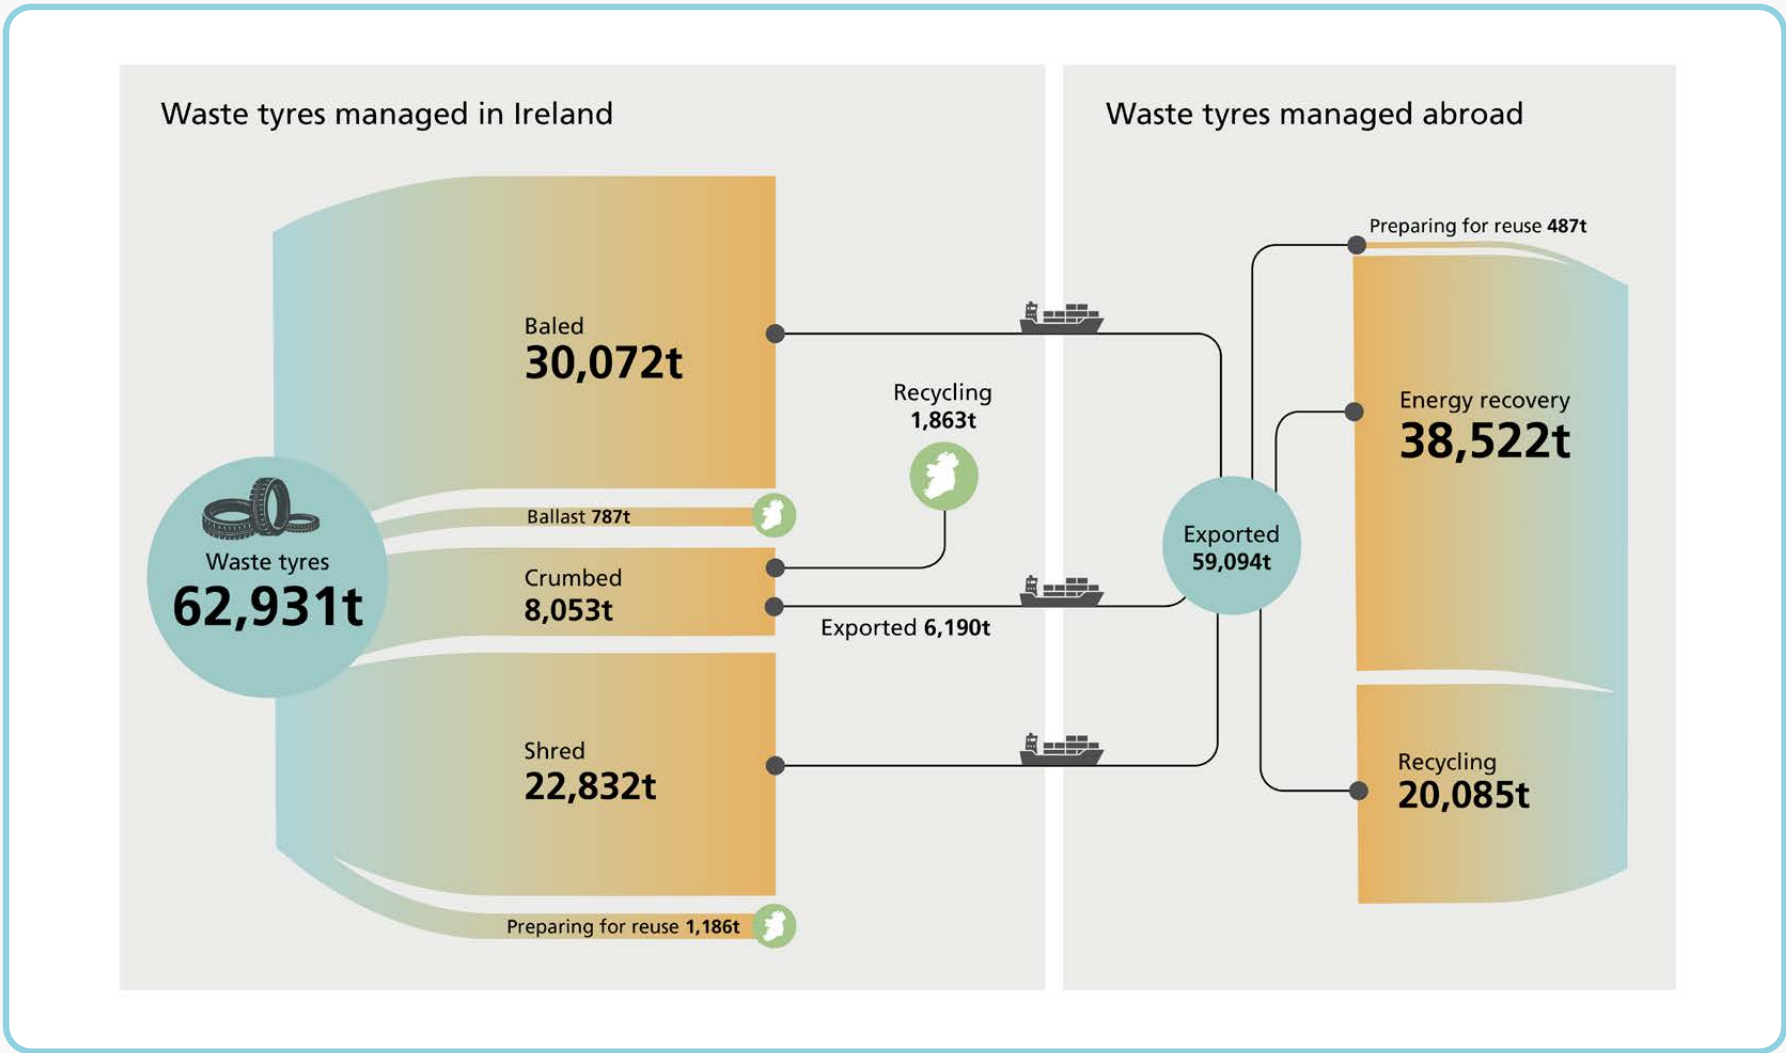 Waste tyres managed in Ireland
Baled
30,072t
Recycling
1,863t
Ballast 787t
Waste tyres
62,931t
Crumbed
8,053t
Exported 6,190t
Shred
22,832t
Preparing for reuse 1,186t
Waste tyres managed abroad
Preparing for reuse 487t
Energy recovery
38,522t
Exported
59,094t
Recycling
20,085t